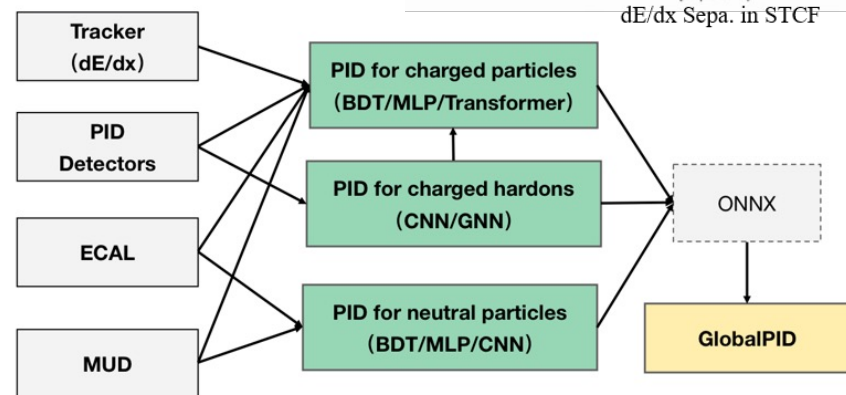 dE/dx Sepa. in STCF
Tracker
(dE/dx)
PID
Detectors
ECAL
MUD
PID for charged particles
(BDT/MLP/Transformer)
PID for charged hardons
(CNN/GNN)
PID for neutral particles
(BDT/MLP/CNN)
ONNX
GlobalPID